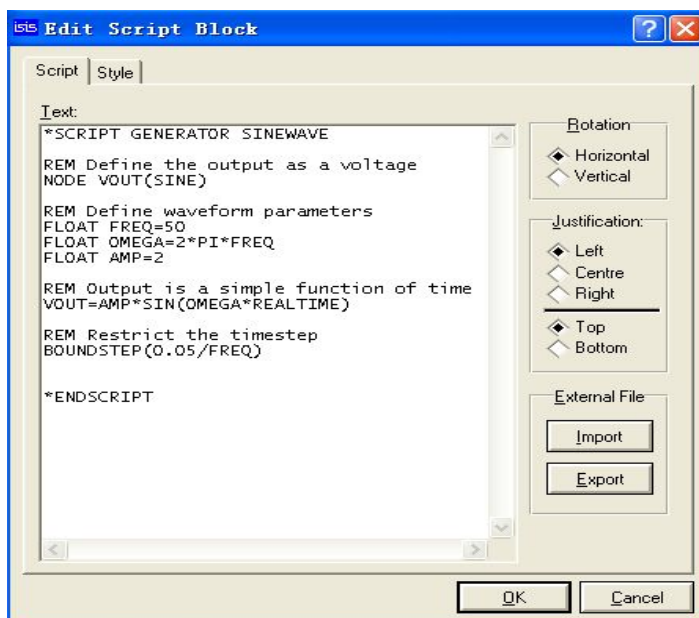 isis Edit Script Block
Script Style
Text:
*SCRIPT GENERATOR SINEWAVE
REM Define the output as a voltage
NODE VOUT(SINE)
REM Define waveform parameters
FLOAT FREQ=50
FLOAT OMEGA=2*PI*FREQ
FLOAT AMP=2
REM Output is a simple function of time
VOUT=AMP*SIN(OMEGA*REALTIME)
REM Restrict the timestep
BOUNDSTEP(0.05/FREQ)
*ENDSCRIPT
Rotation
Horizontal
Vertical
Justification:
Left
Centre
Right
Top
Bottom
External File
Import
Export
OK Cancel